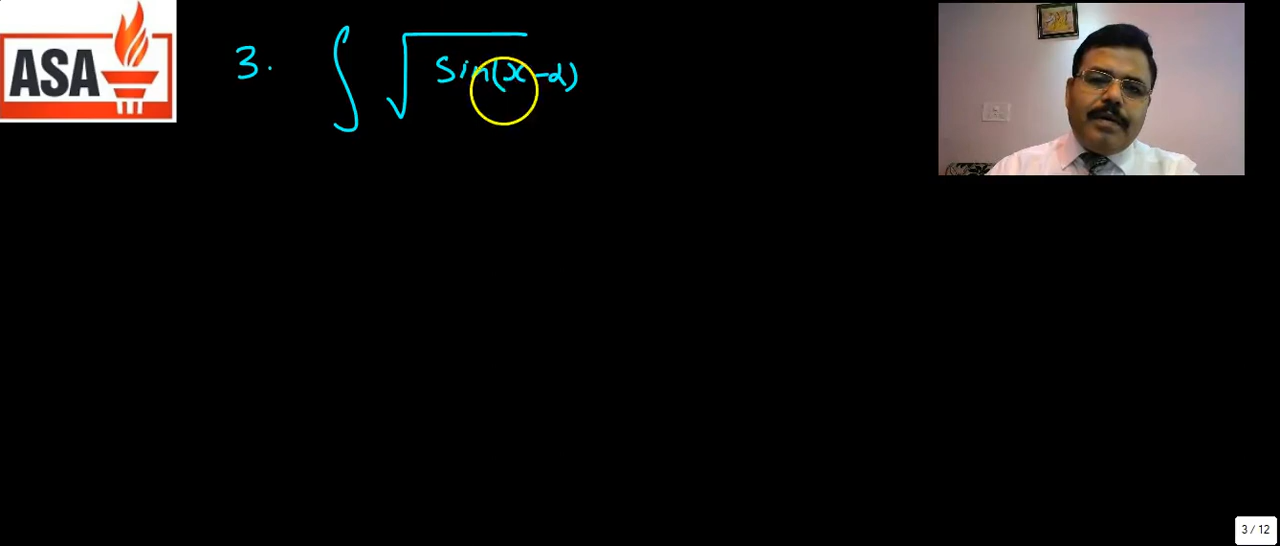 ASA
3. ∫ √sin(x-α)
3 / 12